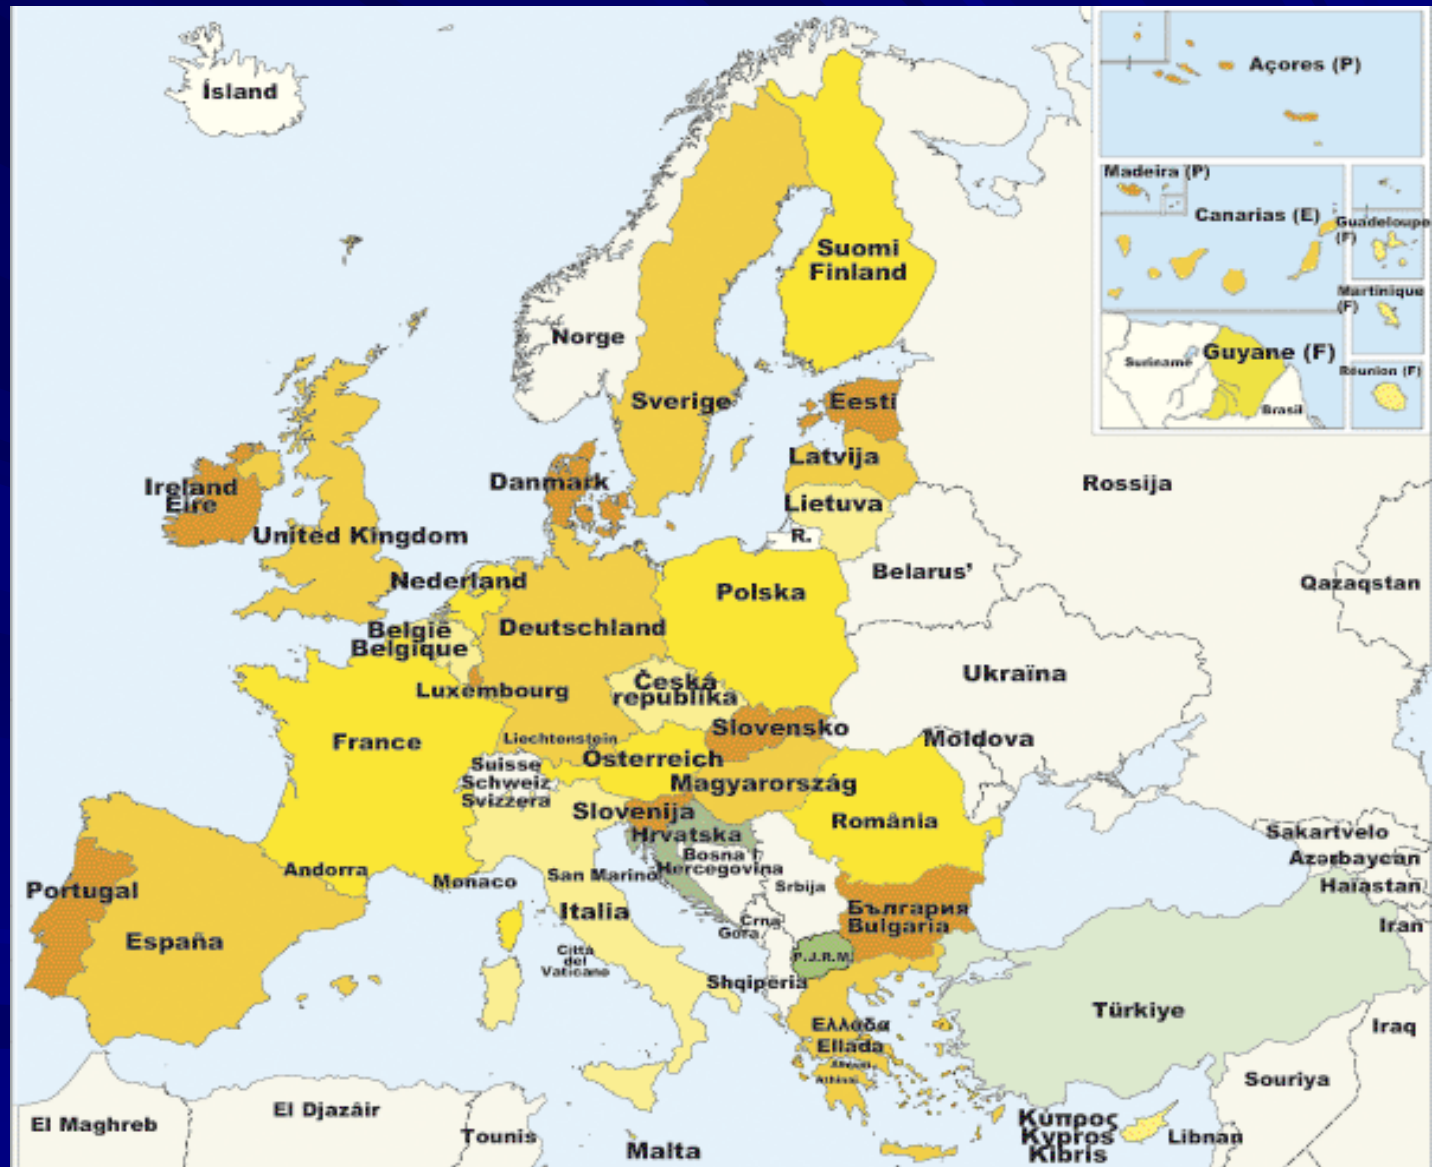 Ísland
Açores (P)
Madeira (P)
Canarias (E)
Guadeloupe
(F)
Martinique
(F)
Suriname
Guyane (F)
Brasil
Réunion (F)
Suomi
Finland
Norge
Sverige
Eesti
Latvija
Lietuva
R.
Rossija
Danmark
Ireland
Eire
United Kingdom
Nederland
Polska
Belarus’
Qazaqstan
België
Belgique
Deutschland
Luxembourg
Česká
republika
Ukraïna
Slovensko
Moldova
France
Liechtenstein
Österreich
Suisse
Schweiz
Svizzera
Magyarország
Slovenija
Hrvatska
România
Bosna i
Hercegovina
Srbija
Sakartvelo
Azərbaycan
Haïastan
Iran
Andorra
Monaco
San Marino
Portugal
España
Italia
Città
del
Vaticano
Crna
Gora
България
Bulgaria
P.J.R.M.
Shqipëria
Türkiye
Iraq
Ελλαδα
Ellada
Athinai
Souriya
El Maghreb
El Djazâir
Tounis
Malta
Κύπρος
Kypros
Kibris
Libnan